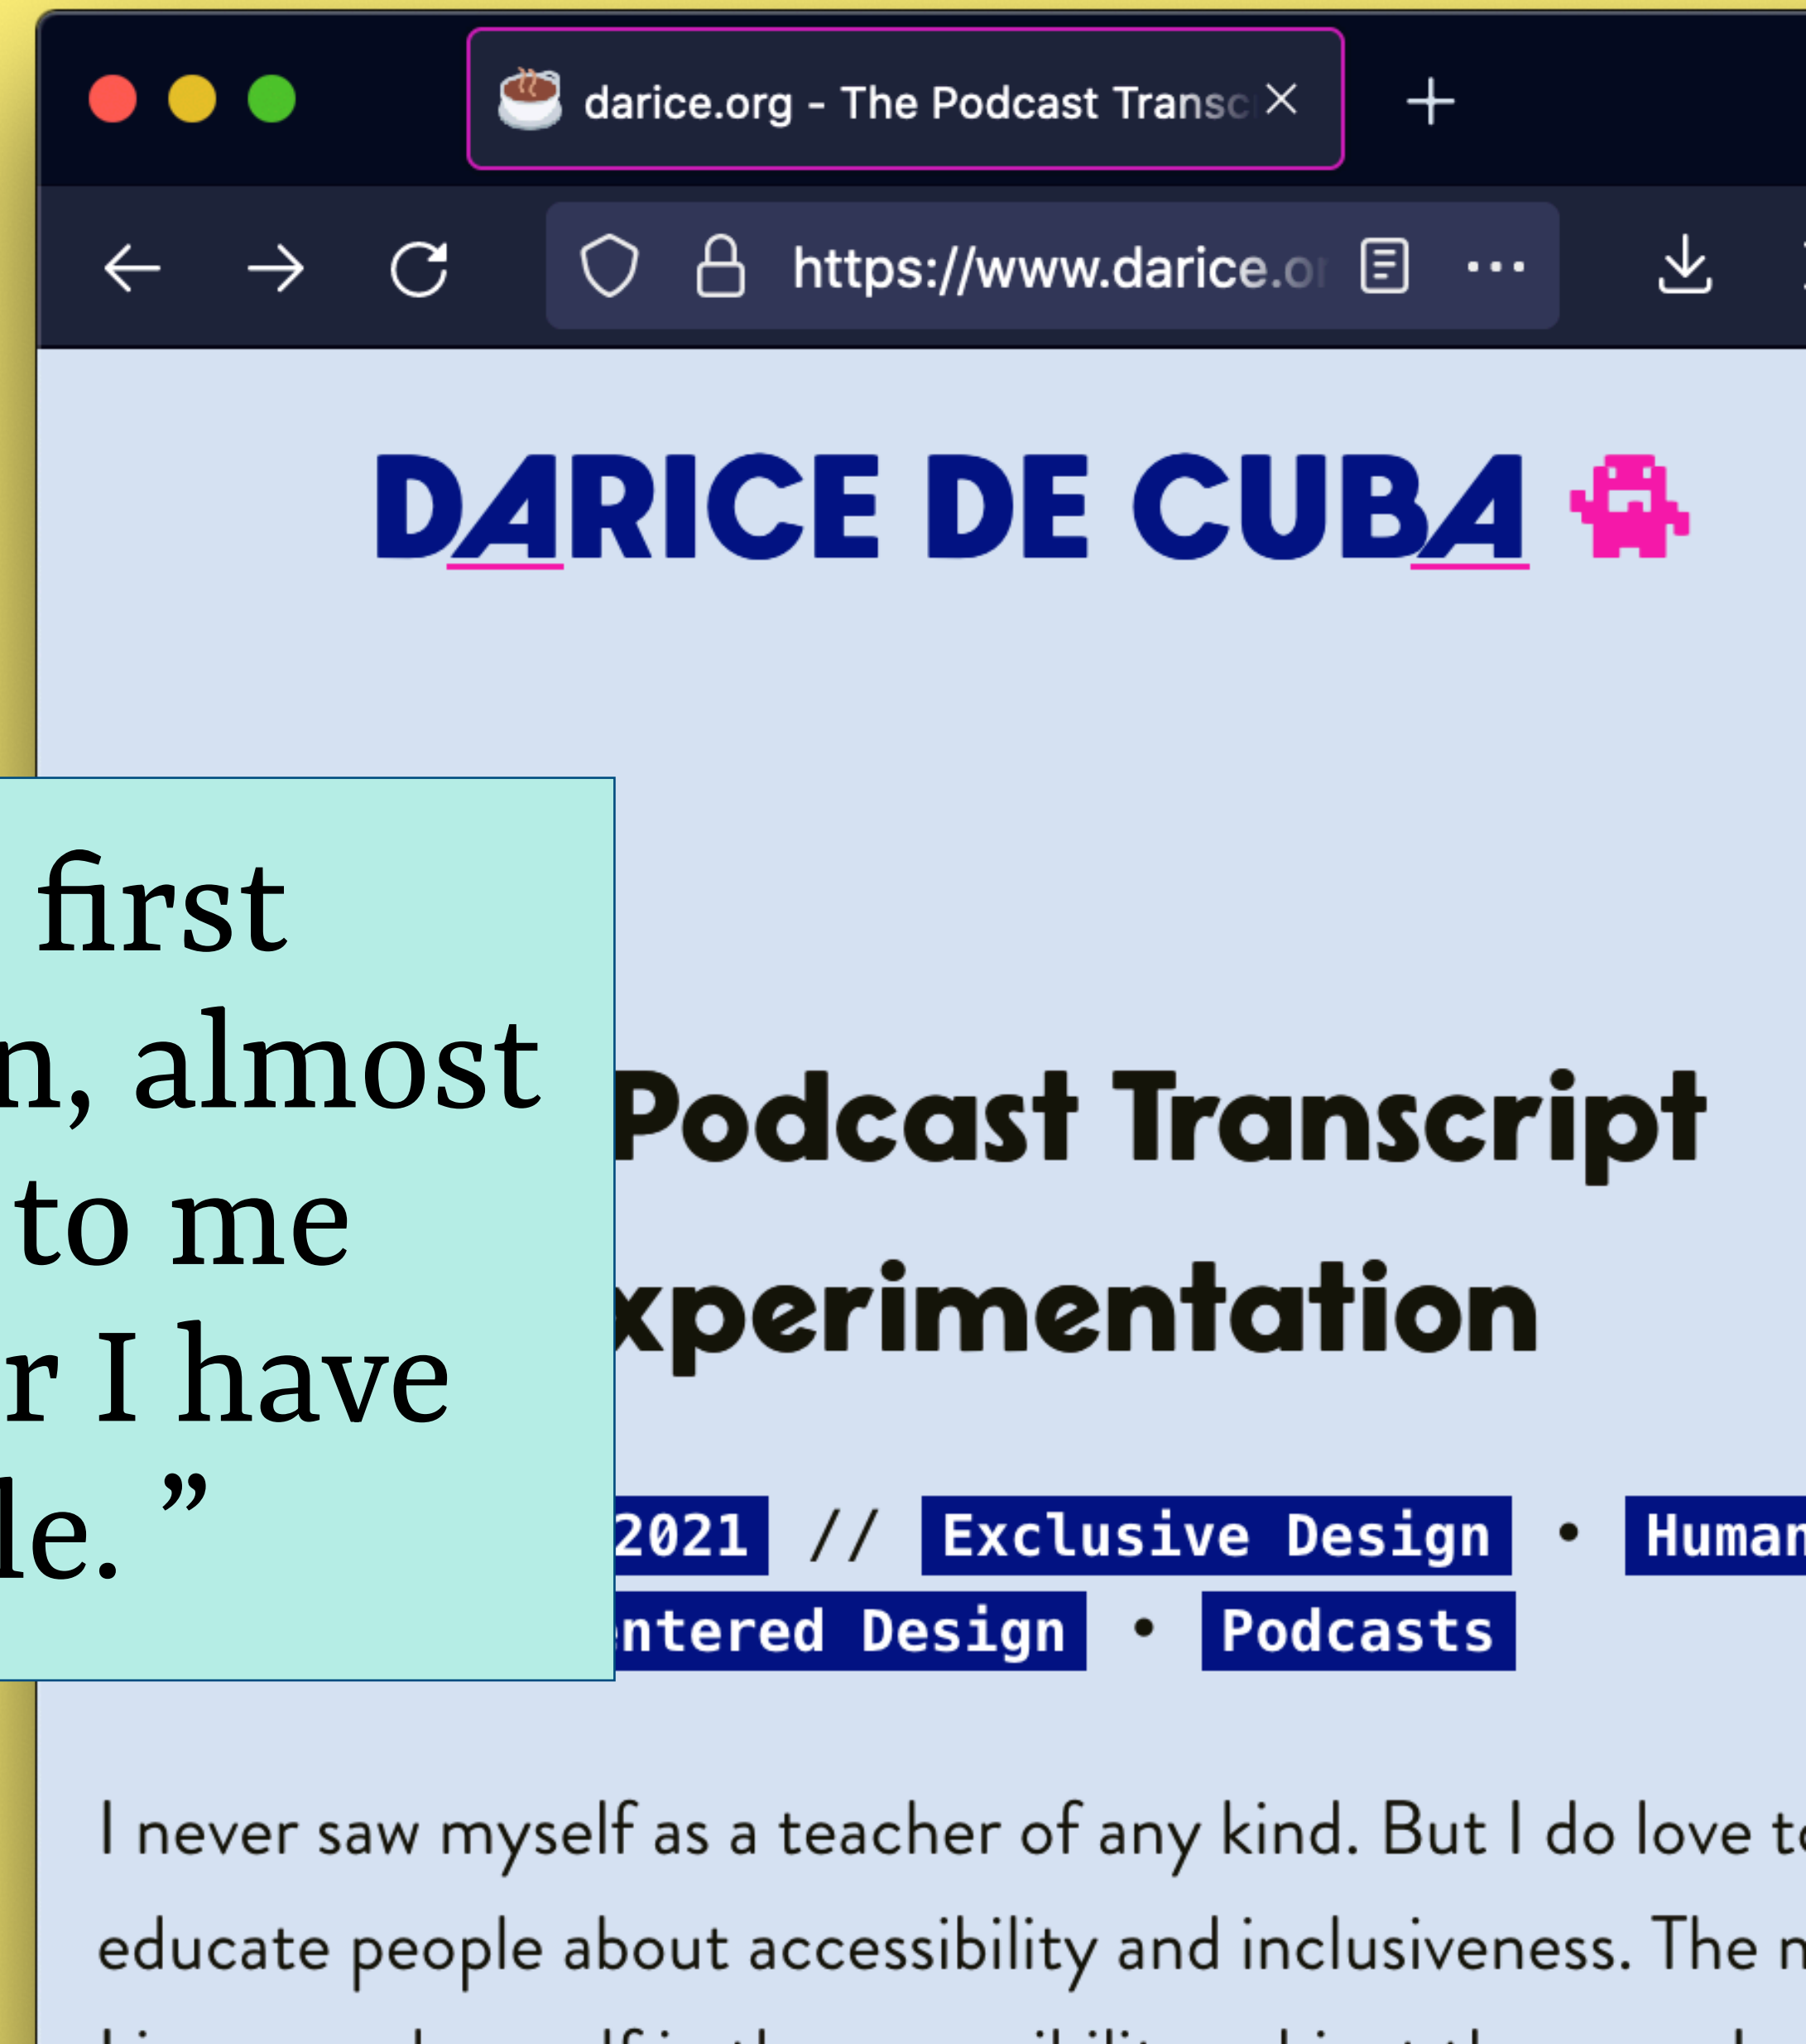 darice.org - The Podcast Transc
https://www.darice.or
DARICE DE CUBA
first
n, almost
to me
r I have
le. ”
Podcast Transcript
xperimentation
2021 // Exclusive Design • Human
entered Design • Podcasts
I never saw myself as a teacher of any kind. But I do love to
educate people about accessibility and inclusiveness. The m